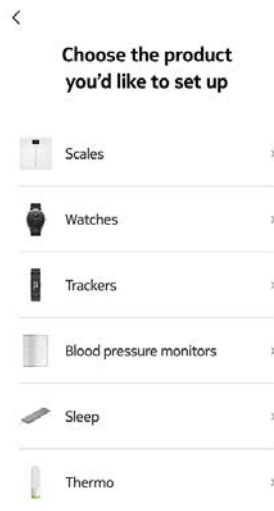 Choose the product
you'd like to set up
Scales
Watches
Trackers
Blood pressure monitors
Sleep
Thermo